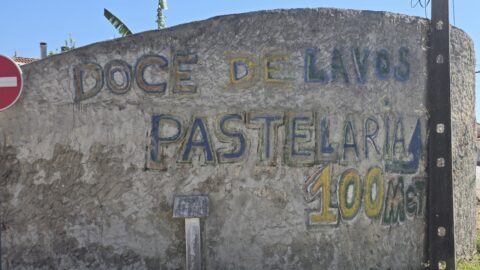 DOCE DE LAVOS
PASTELARIA
100 MET